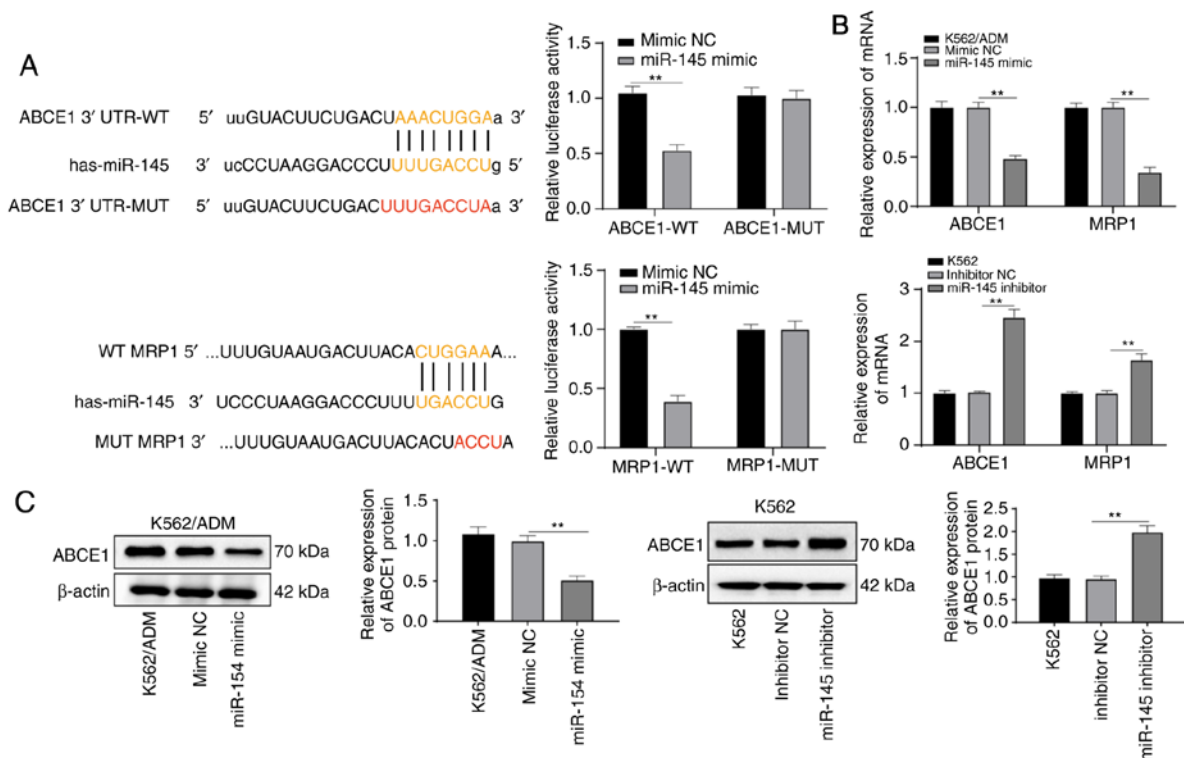 A
ABCE1 3′ UTR-WT 5′ uuGUACUUCUGACUAAACUGGAa 3′
has-miR-145 3′ ucCCUAAGGACCCUUUUGACCUg 5′
ABCE1 3′ UTR-MUT 5′ uuGUACUUCUGACUUUGACCUAa 3′
Relative luciferase activity
1.5
1.0
0.5
0.0
Mimic NC
miR-145 mimic
**
ABCE1-WT ABCE1-MUT
WT MRP1 5′ ...UUUGUAAUGACUUACACUGGAAA...
has-miR-145 3′ UCCCUAAGGACCCUUUUGACCUG
MUT MRP1 3′ ...UUUGUAAUGACUUACACUACCUA
Relative luciferase activity
1.5
1.0
0.5
0.0
Mimic NC
miR-145 mimic
**
MRP1-WT MRP1-MUT
B
Relative expression of mRNA
1.5
1.0
0.5
0.0
K562/ADM
Mimic NC
miR-145 mimic
** **
ABCE1 MRP1
Relative expression
of mRNA
3
2
1
0
K562
Inhibitor NC
miR-145 inhibitor
** **
ABCE1 MRP1
C
K562/ADM
ABCE1 70 kDa
β-actin 42 kDa
K562/ADM
Mimic NC
miR-154 mimic
Relative expression
of ABCE1 protein
1.5
1.0
0.5
0.0
**
K562/ADM
Mimic NC
miR-154 mimic
K562
ABCE1 70 kDa
β-actin 42 kDa
K562
Inhibitor NC
miR-145 inhibitor
Relative expression
of ABCE1 protein
2.5
2.0
1.5
1.0
0.5
0.0
**
K562
inhibitor NC
miR-145 inhibitor